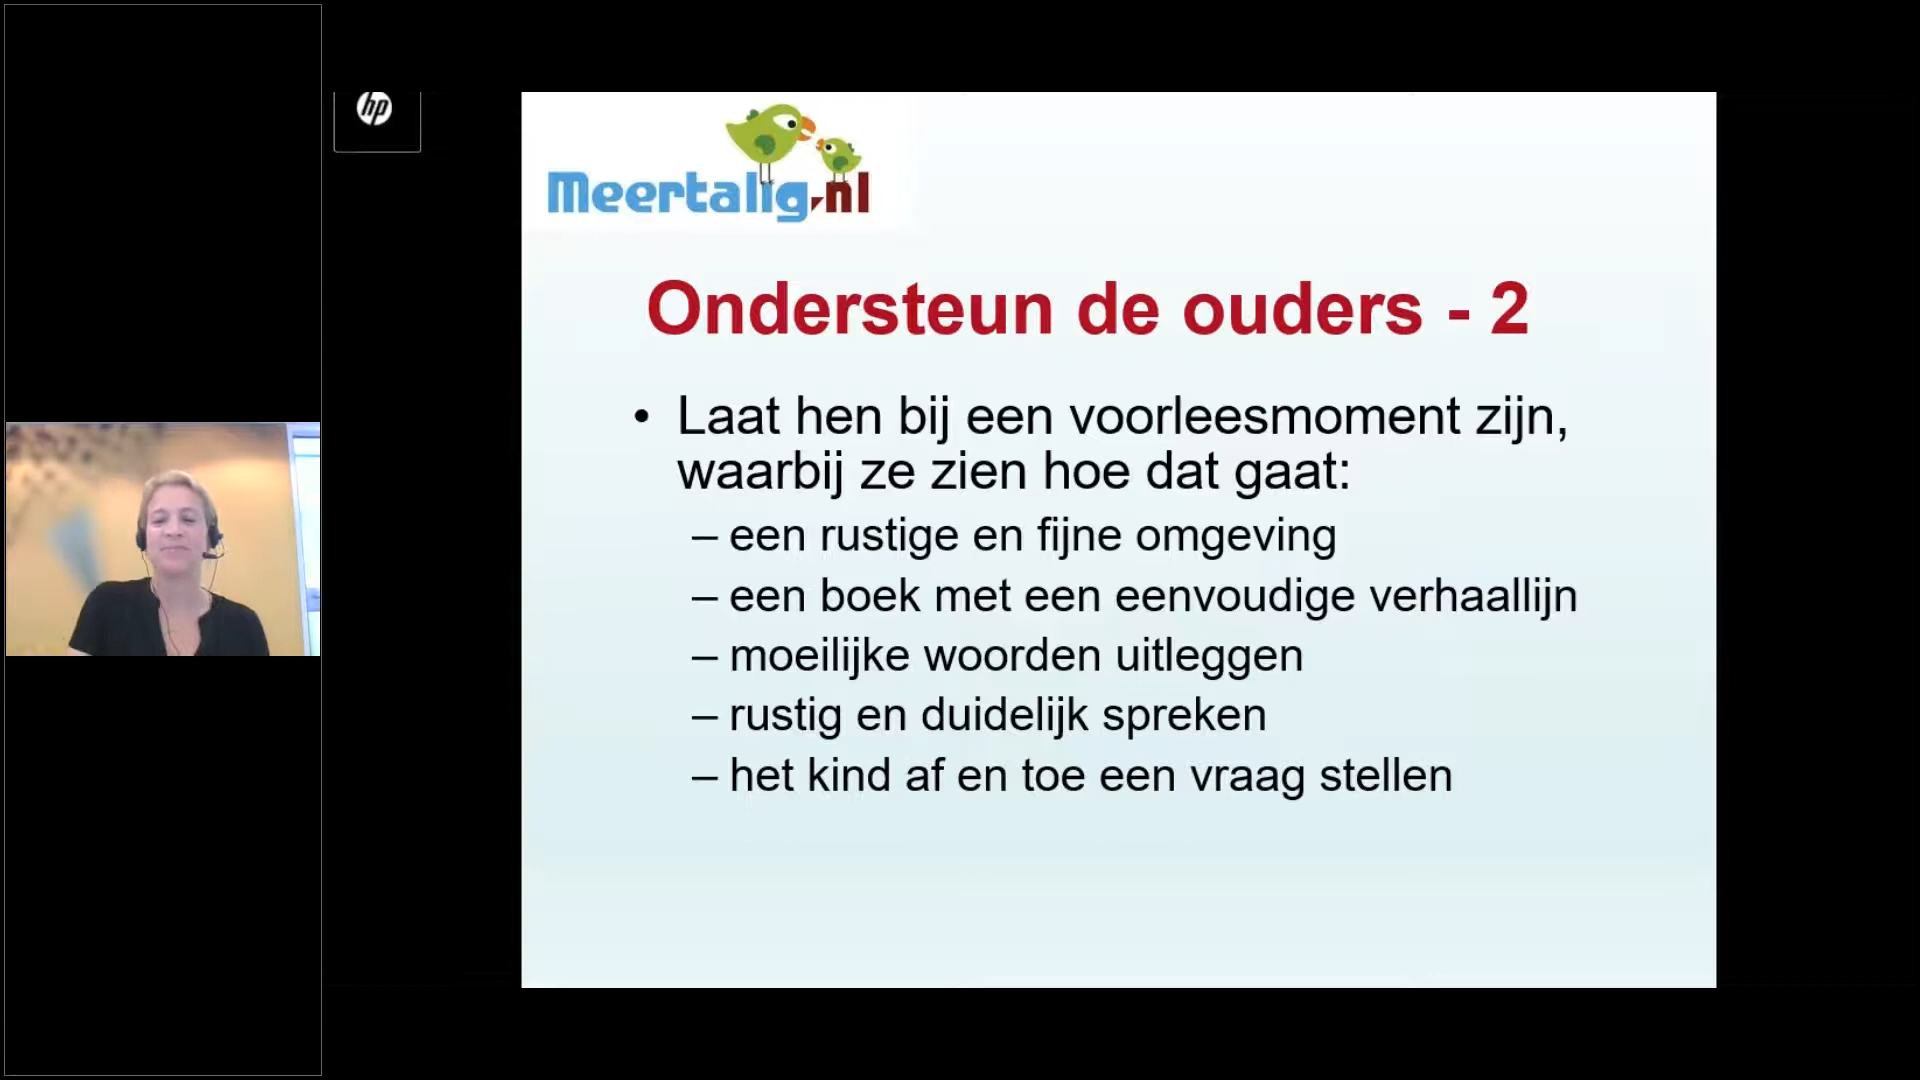 hp
Meertalig.nl
Ondersteun de ouders - 2
• Laat hen bij een voorleesmoment zijn,
waarbij ze zien hoe dat gaat:
– een rustige en fijne omgeving
– een boek met een eenvoudige verhaallijn
– moeilijke woorden uitleggen
– rustig en duidelijk spreken
– het kind af en toe een vraag stellen